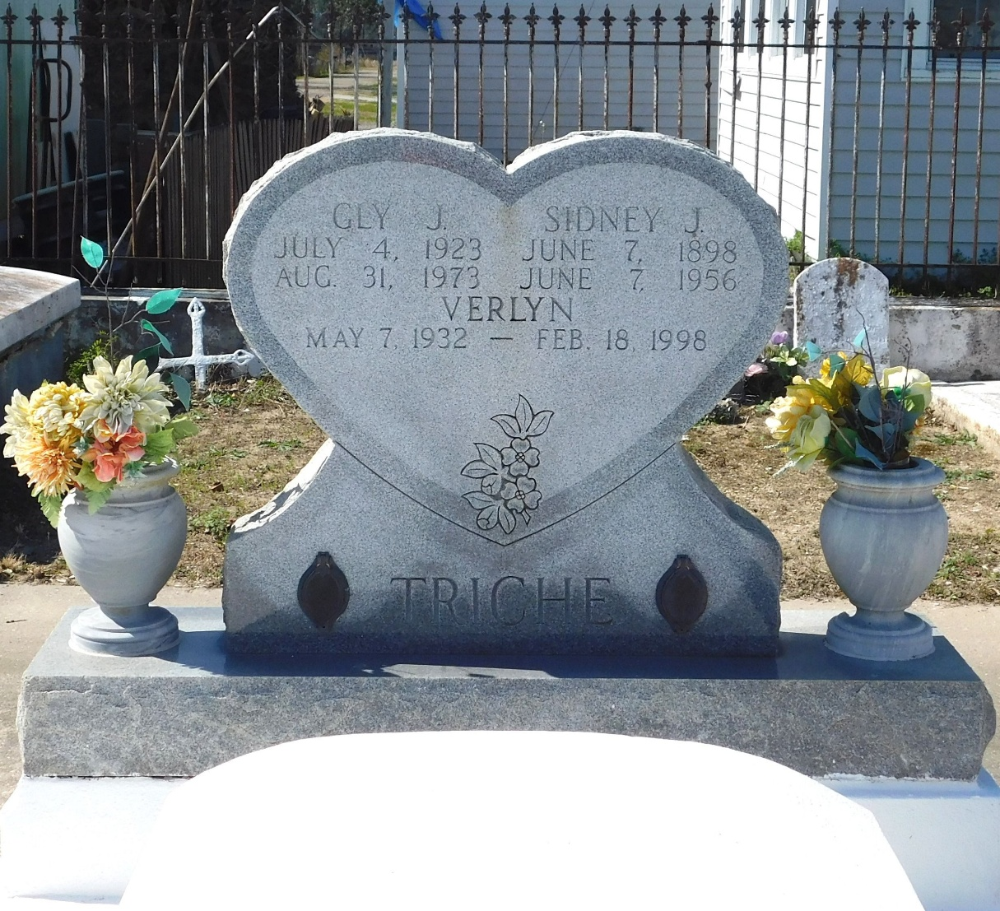 GLY J. SIDNEY J.
JULY 4, 1923 JUNE 7, 1898
AUG. 31, 1973 JUNE 7, 1956
VERLYN
MAY 7, 1932 — FEB. 18, 1998
TRICHE